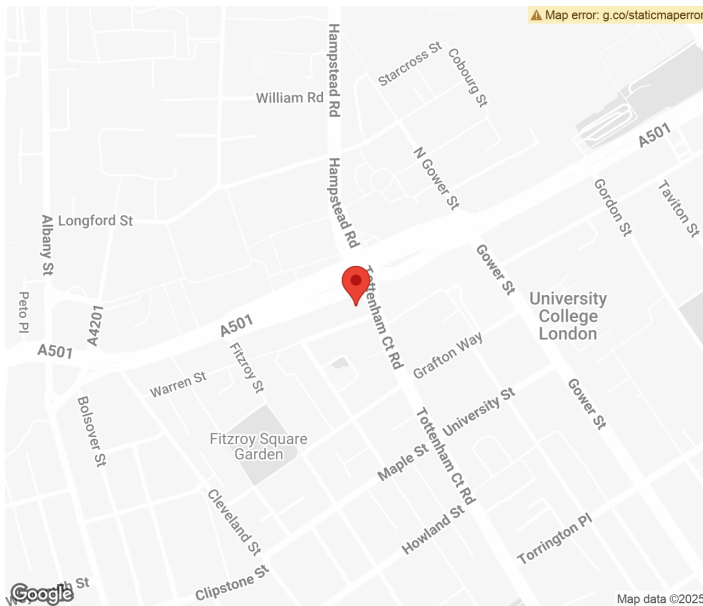 Map error: g.co/staticmaperror
Hampstead Rd
Starcross St
Cobourg St
William Rd
A501
N Gower St
Hampstead Rd
Gordon St
Taviton St
Albany St
Longford St
Gower St
Peto Pl
A4201
Tottenham Ct Rd
University
College
London
A501
A501
Fitzroy St
Grafton Way
Warren St
Gower St
Bolsover St
University St
Tottenham Ct Rd
Fitzroy Square
Garden
Maple St
Cleveland St
Howland St
Torrington Pl
Clipstone St
Google
Map data ©2025